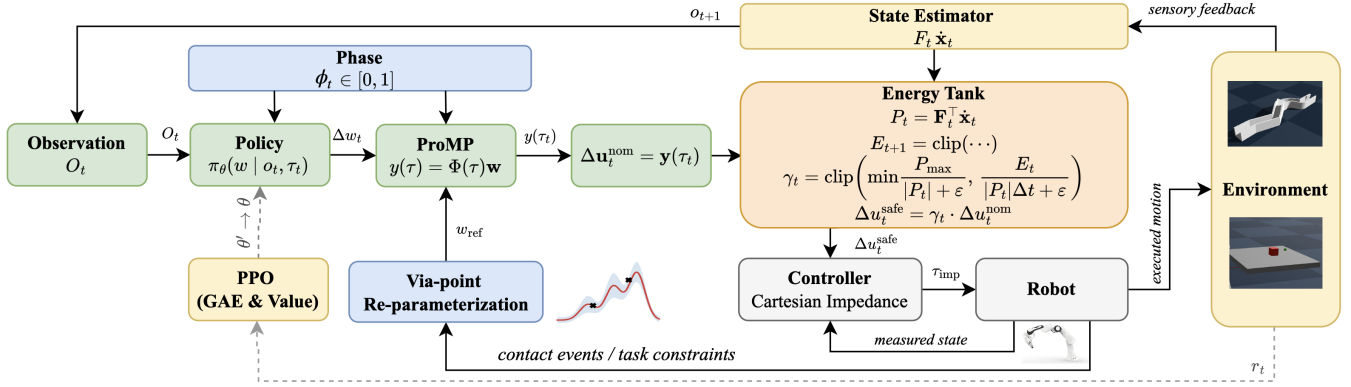 o_{t+1}
State Estimator
F_t ẋ_t
sensory feedback
Phase
ϕ_t ∈ [0, 1]
Energy Tank
P_t = F_t^⊤ ẋ_t
E_{t+1} = clip(⋯)
γ_t = clip(min P_max / (|P_t| + ε), E_t / (|P_t|Δt + ε))
Δu_t^safe = γ_t · Δu_t^nom
Observation
O_t
O_t
Policy
π_θ(w | o_t, τ_t)
Δw_t
ProMP
y(τ) = Φ(τ)w
y(τ_t)
Δu_t^nom = y(τ_t)
Environment
θ′ → θ
w_ref
Δu_t^safe
executed motion
PPO
(GAE & Value)
Via-point
Re-parameterization
Controller
Cartesian Impedance
τ_imp
Robot
measured state
contact events / task constraints
r_t